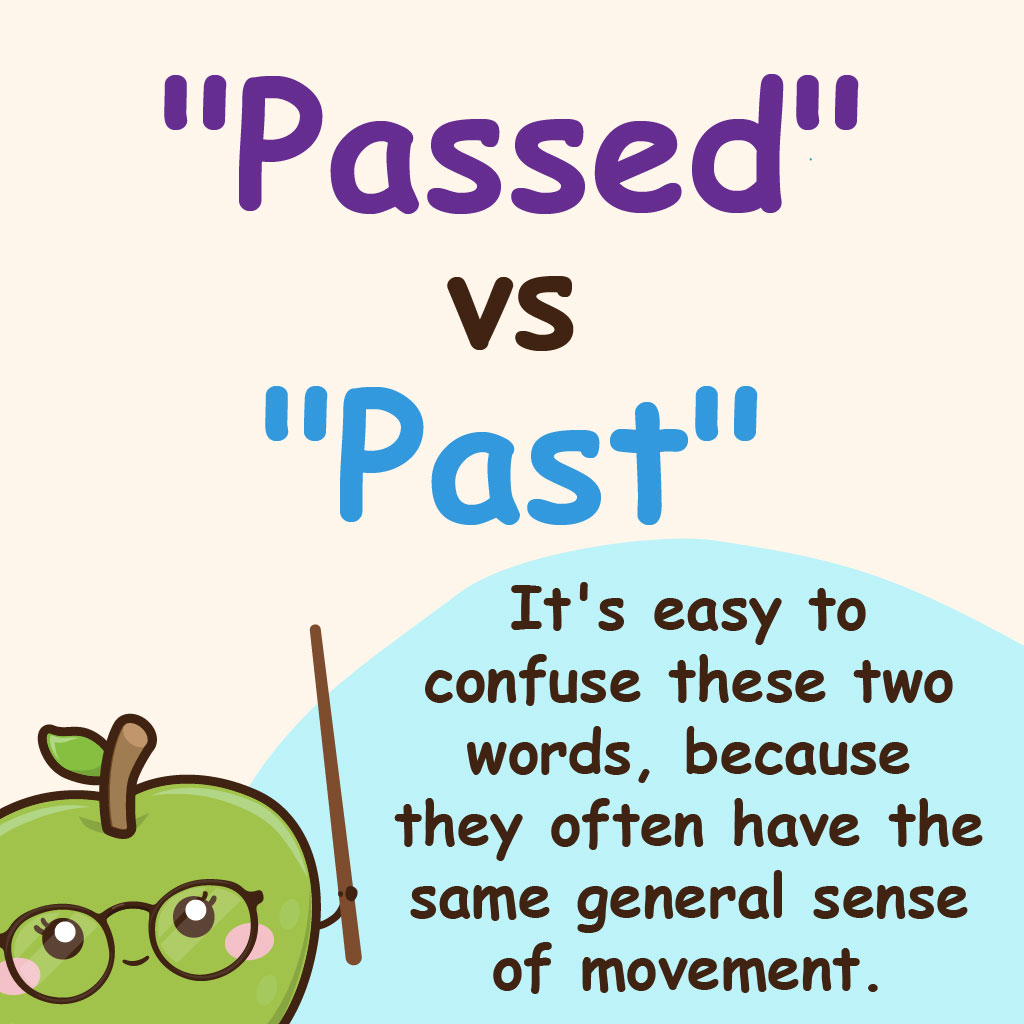 "Passed"
vs
"Past"
It's easy to
confuse these two
words, because
they often have the
same general sense
of movement.